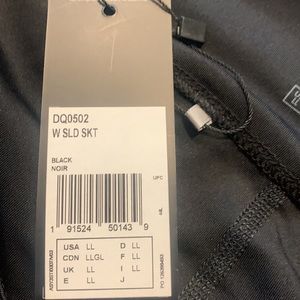 DQ0502
W SLD SKT
BLACK
NOIR
UPC
1 91524 50143 9
USA LL D LL
CDN LLGL F LL
UK LL I LL
E LL J